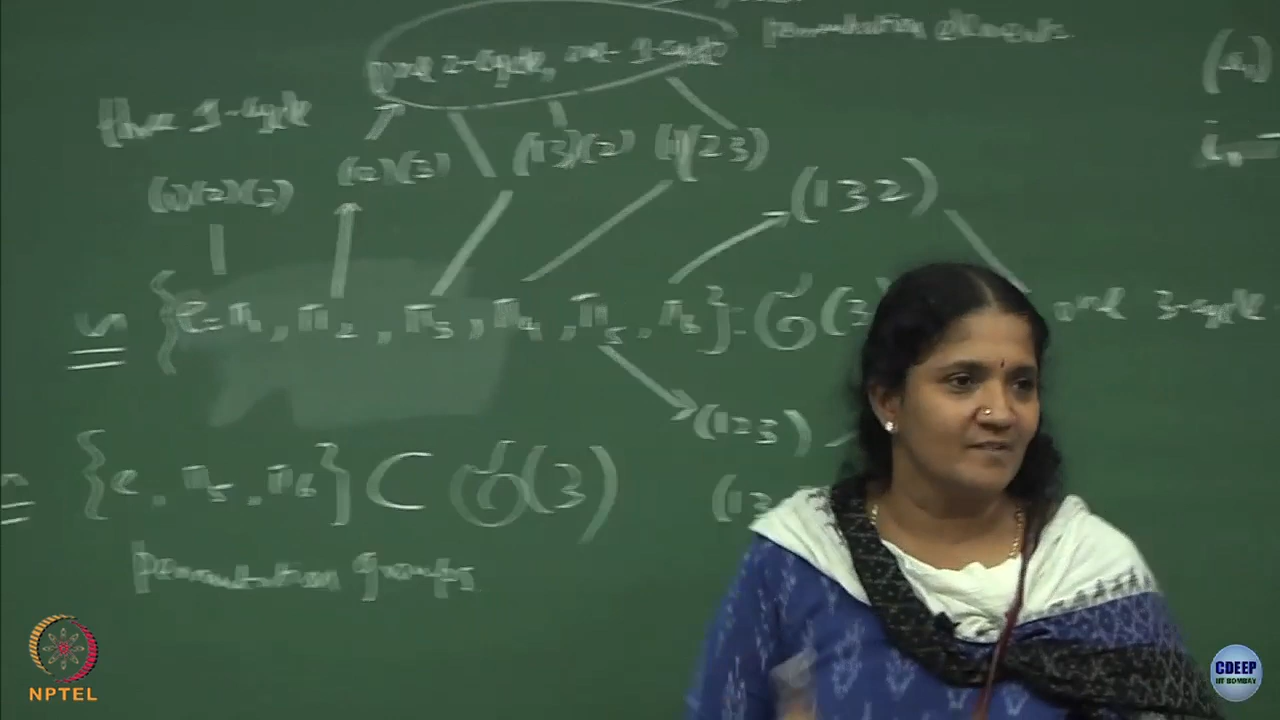 permutation elements
one 2-cycle, one 1-cycle
three 1-cycle
(13)(2) (1)(23)
(1)(2)(3) (12)(3) (132)
≅ {e=π1, π2, π3, π4, π5, π6} = 𝔖(3) one 3-cycle
(123)
{e, π5, π6} ⊂ 𝔖(3) (13
Permutation groups
NPTEL
CDEEP
IIT BOMBAY